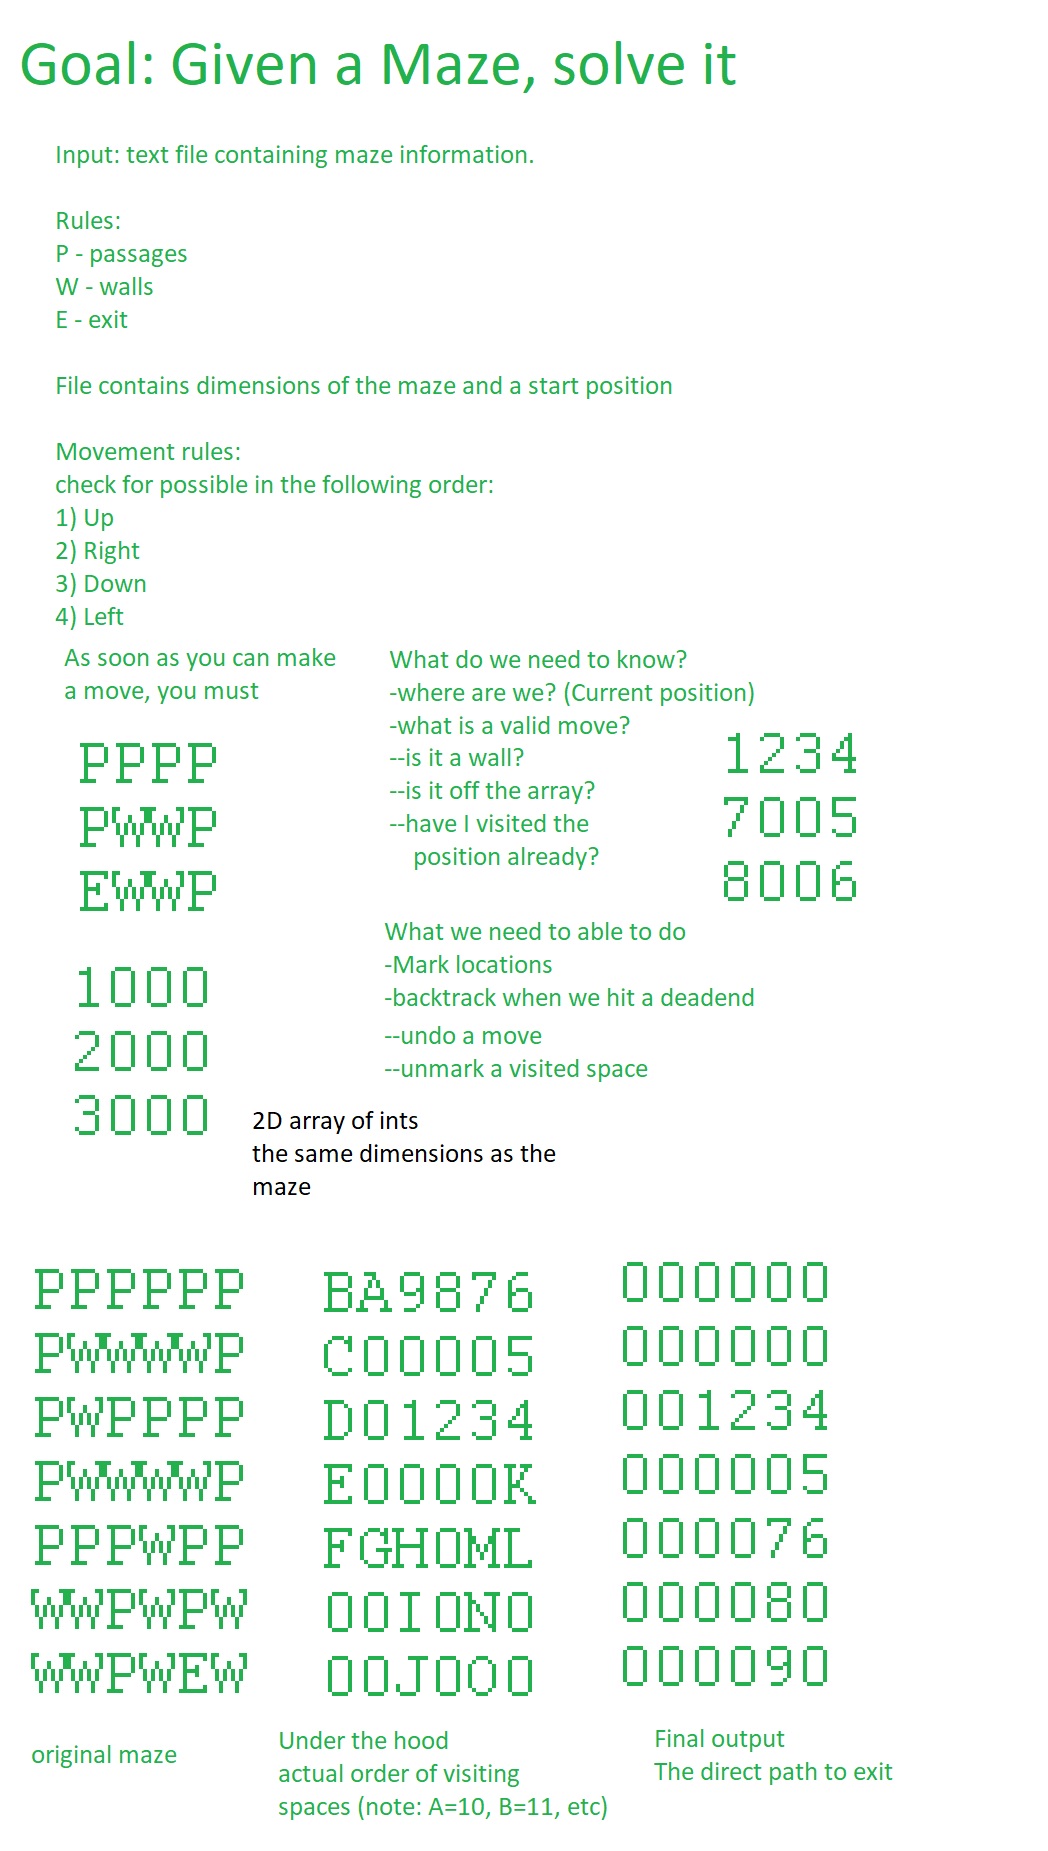 Goal: Given a Maze, solve it
Input: text file containing maze information.
Rules:
P - passages
W - walls
E - exit
File contains dimensions of the maze and a start position
Movement rules:
check for possible in the following order:
1) Up
2) Right
3) Down
4) Left
As soon as you can make
a move, you must
PPPP
PWWP
EWWP
1000
2000
3000
What do we need to know?
-where are we? (Current position)
-what is a valid move?
--is it a wall?
--is it off the array?
--have I visited the
position already?
1234
7005
8006
What we need to able to do
-Mark locations
-backtrack when we hit a deadend
--undo a move
--unmark a visited space
2D array of ints
the same dimensions as the
maze
PPPPPP
PWWWWP
PWPPPP
PWWWWP
PPPWPP
WWPWPW
WWPWEW
original maze
BA9876
C00005
D01234
E0000K
FGH0ML
00I0N0
00J0O0
Under the hood
actual order of visiting
spaces (note: A=10, B=11, etc)
000000
000000
001234
000005
000076
000080
000090
Final output
The direct path to exit